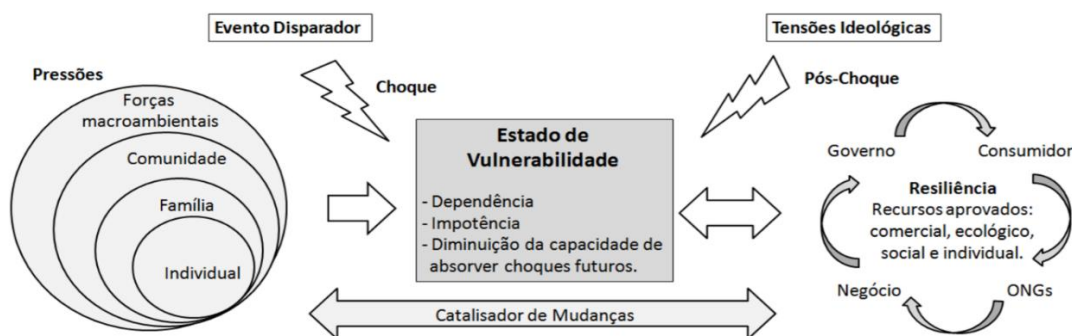 Evento Disparador
Tensões Ideológicas
Pressões
Choque
Pós-Choque
Forças
macroambientais
Comunidade
Família
Individual
Estado de
Vulnerabilidade
- Dependência
- Impotência
- Diminuição da capacidade de
absorver choques futuros.
Governo
Consumidor
Resiliência
Recursos aprovados:
comercial, ecológico,
social e individual.
Negócio
ONGs
Catalisador de Mudanças